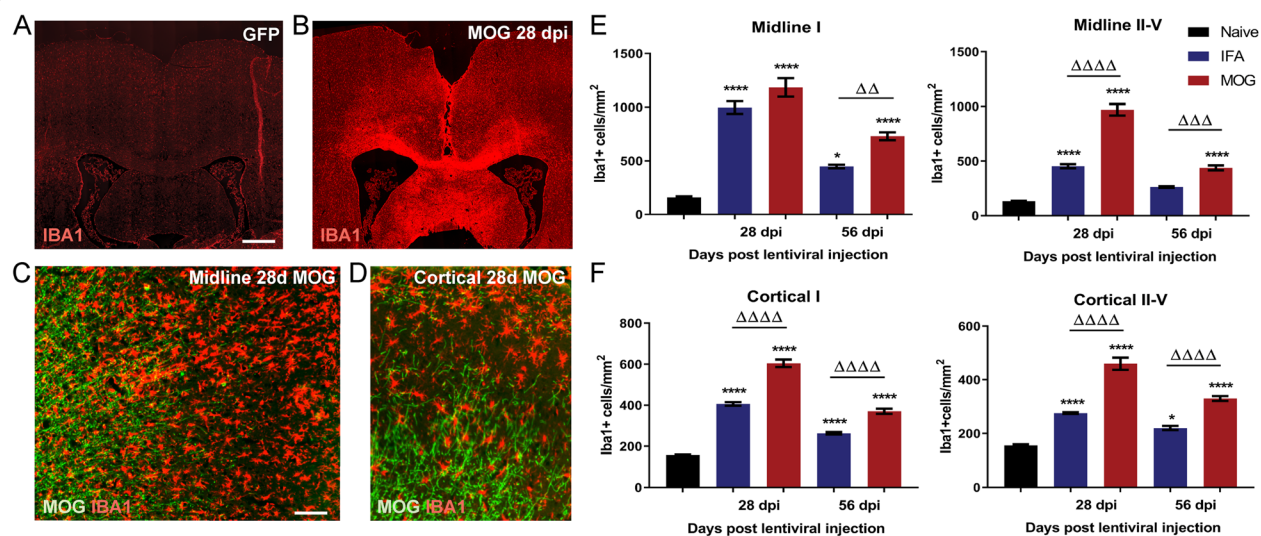 A
GFP
IBA1
B
MOG 28 dpi
IBA1
C
Midline 28d MOG
MOG IBA1
D
Cortical 28d MOG
MOG IBA1
E
Midline I
Iba1+ cells/mm²
1500
1000
500
0
****
****
*
ΔΔ
****
28 dpi
56 dpi
Days post lentiviral injection
Midline II-V
Iba1+ cells/mm²
1500
1000
500
0
****
ΔΔΔΔ
****
ΔΔΔ
****
28 dpi
56 dpi
Days post lentiviral injection
Naive
IFA
MOG
F
Cortical I
Iba1+ cells/mm²
800
600
400
200
0
****
ΔΔΔΔ
****
****
ΔΔΔΔ
****
28 dpi
56 dpi
Days post lentiviral injection
Cortical II-V
Iba1+cells/mm²
600
400
200
0
****
ΔΔΔΔ
****
*
ΔΔΔΔ
****
28 dpi
56 dpi
Days post lentiviral injection